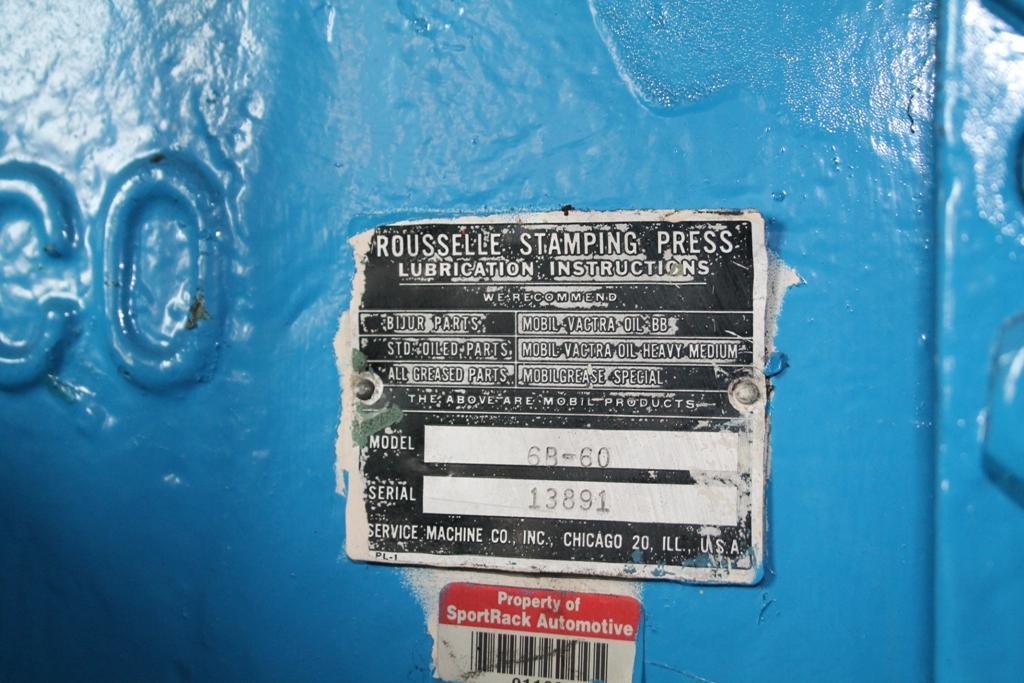 CO
ROUSSELLE STAMPING PRESS
LUBRICATION INSTRUCTIONS
WE RECOMMEND
BIJUR PARTS MOBIL VACTRA OIL BB
STD. OILED PARTS MOBIL VACTRA OIL HEAVY MEDIUM
ALL GREASED PARTS MOBILGREASE SPECIAL
THE ABOVE ARE MOBIL PRODUCTS
MODEL 6B-60
SERIAL 13891
SERVICE MACHINE CO., INC., CHICAGO 20, ILL., U.S.A.
PL-1
Property of
SportRack Automotive